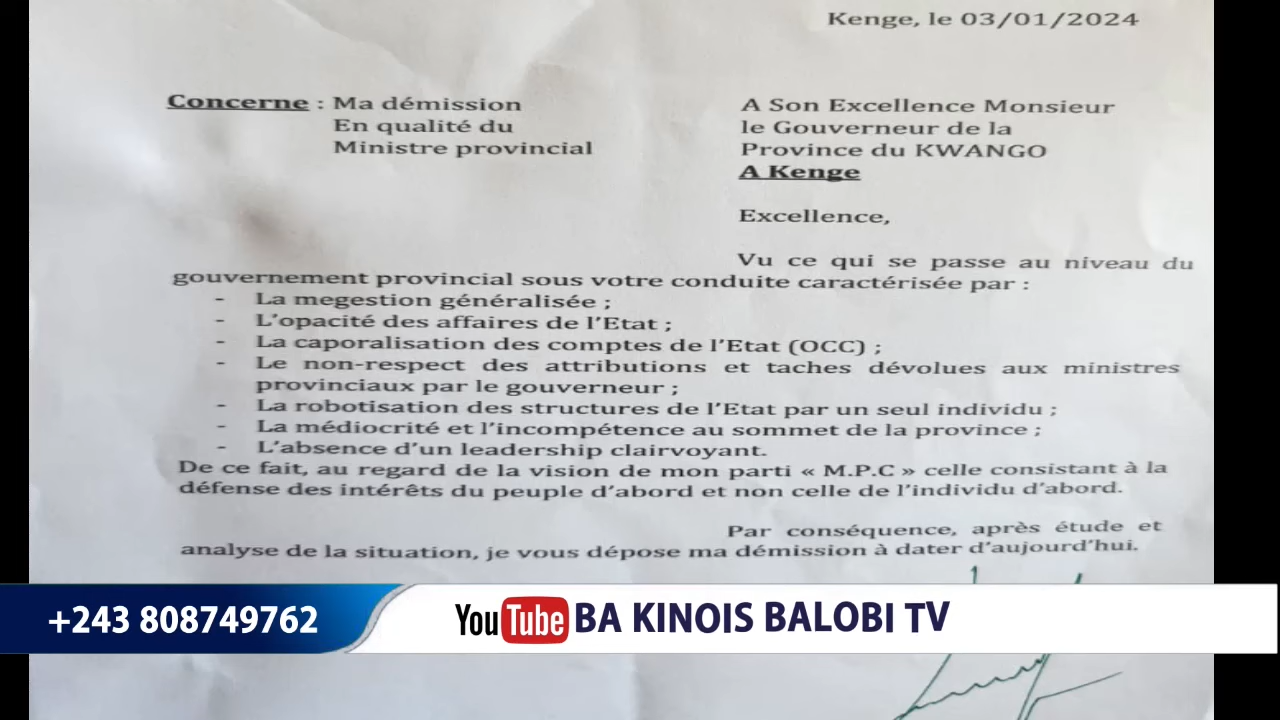 Kenge, le 03/01/2024
Concerne : Ma démission
En qualité du
Ministre provincial
A Son Excellence Monsieur
le Gouverneur de la
Province du KWANGO
A Kenge
Excellence,
Vu ce qui se passe au niveau du
gouvernement provincial sous votre conduite caractérisée par :
- La megestion généralisée ;
- L'opacité des affaires de l'Etat ;
- La caporalisation des comptes de l'Etat (OCC) ;
- Le non-respect des attributions et taches dévolues aux ministres
provinciaux par le gouverneur ;
- La robotisation des structures de l'Etat par un seul individu ;
- La médiocrité et l'incompétence au sommet de la province ;
- L'absence d'un leadership clairvoyant.
De ce fait, au regard de la vision de mon parti « M.P.C » celle consistant à la
défense des intérêts du peuple d'abord et non celle de l'individu d'abord.
Par conséquence, après étude et
analyse de la situation, je vous dépose ma démission à dater d'aujourd'hui.
+243 808749762
YouTube BA KINOIS BALOBI TV